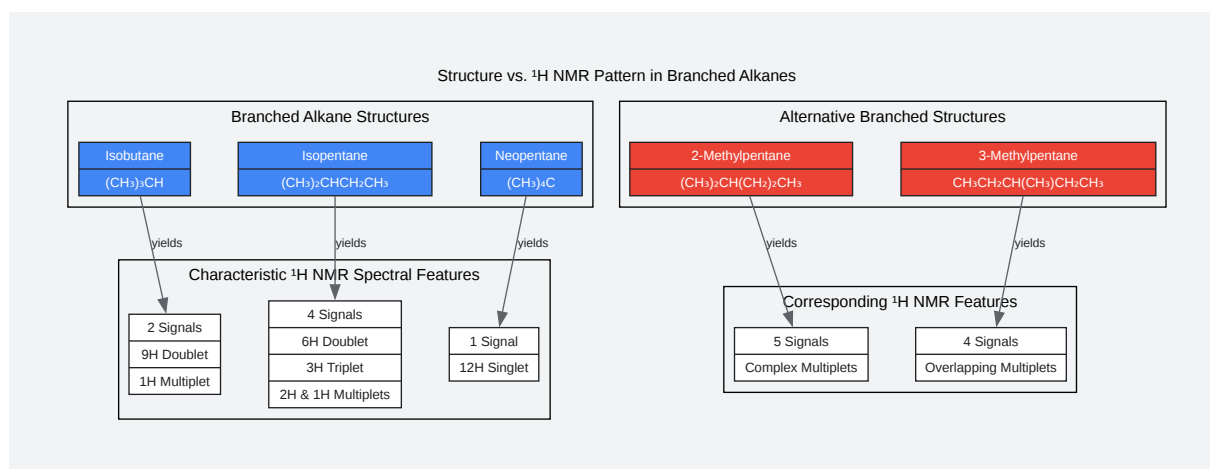 Structure vs. ¹H NMR Pattern in Branched Alkanes
Branched Alkane Structures
Isobutane
(CH₃)₃CH
Isopentane
(CH₃)₂CHCH₂CH₃
Neopentane
(CH₃)₄C
Alternative Branched Structures
2-Methylpentane
(CH₃)₂CH(CH₂)₂CH₃
3-Methylpentane
CH₃CH₂CH(CH₃)CH₂CH₃
yields
yields
yields
yields
yields
Characteristic ¹H NMR Spectral Features
2 Signals
9H Doublet
1H Multiplet
4 Signals
6H Doublet
3H Triplet
2H & 1H Multiplets
1 Signal
12H Singlet
Corresponding ¹H NMR Features
5 Signals
Complex Multiplets
4 Signals
Overlapping Multiplets